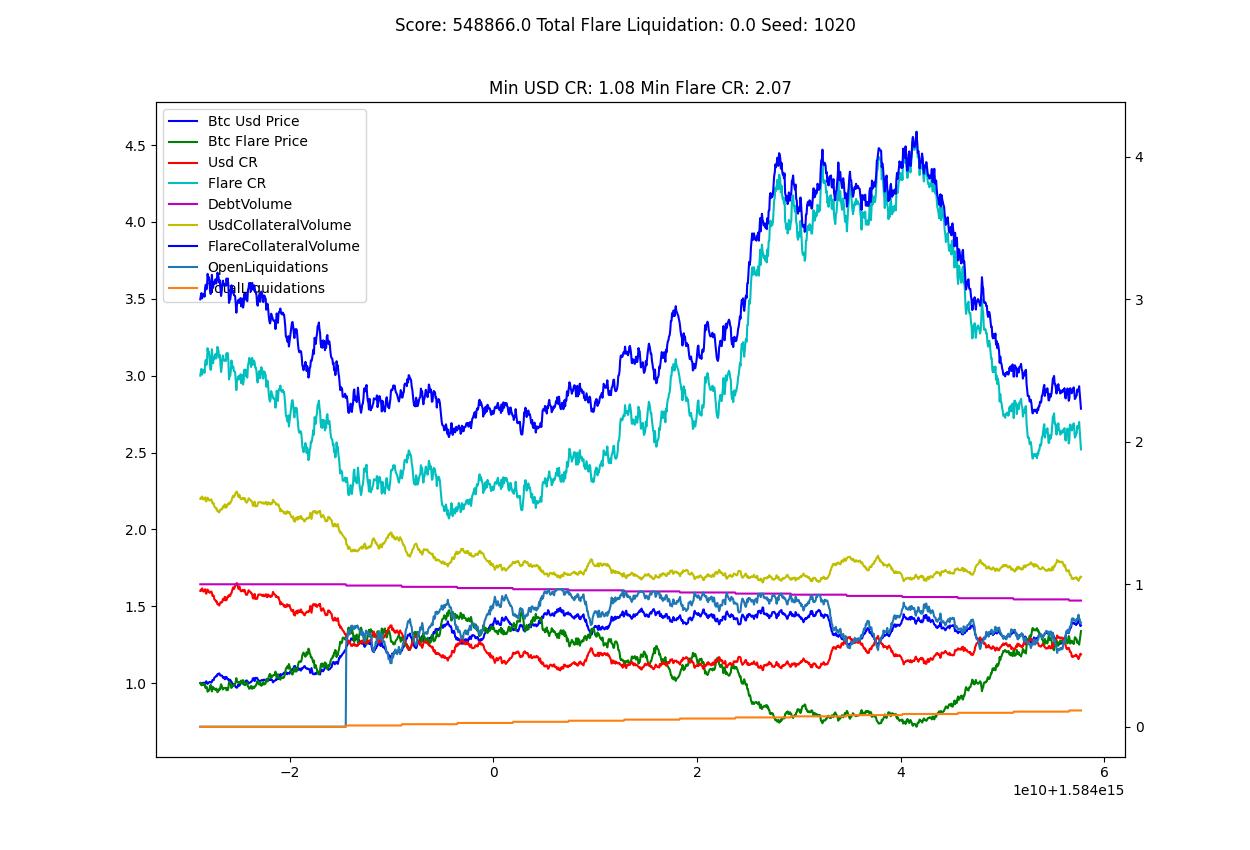 Score: 548866.0 Total Flare Liquidation: 0.0 Seed: 1020
Min USD CR: 1.08 Min Flare CR: 2.07
Btc Usd Price
Btc Flare Price
Usd CR
Flare CR
DebtVolume
UsdCollateralVolume
FlareCollateralVolume
OpenLiquidations
TotalLiquidations
4.5
4.0
3.5
3.0
2.5
2.0
1.5
1.0
4
3
2
1
0
−2
0
2
4
6
1e10+1.584e15